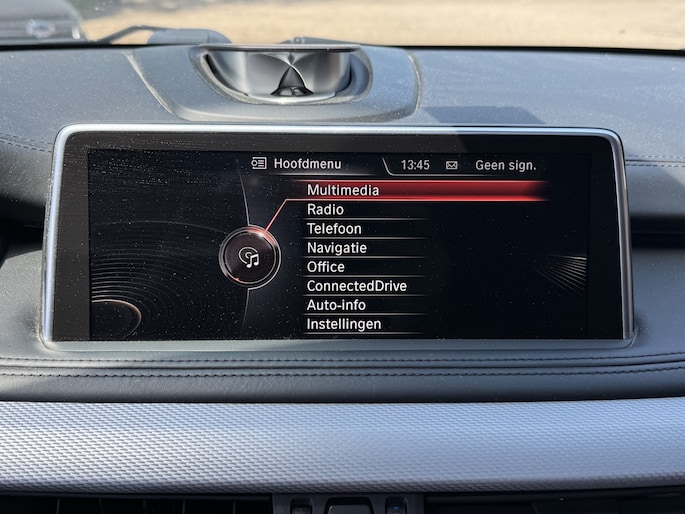 Hoofdmenu 13:45 Geen sign.
Multimedia
Radio
Telefoon
Navigatie
Office
ConnectedDrive
Auto-info
Instellingen